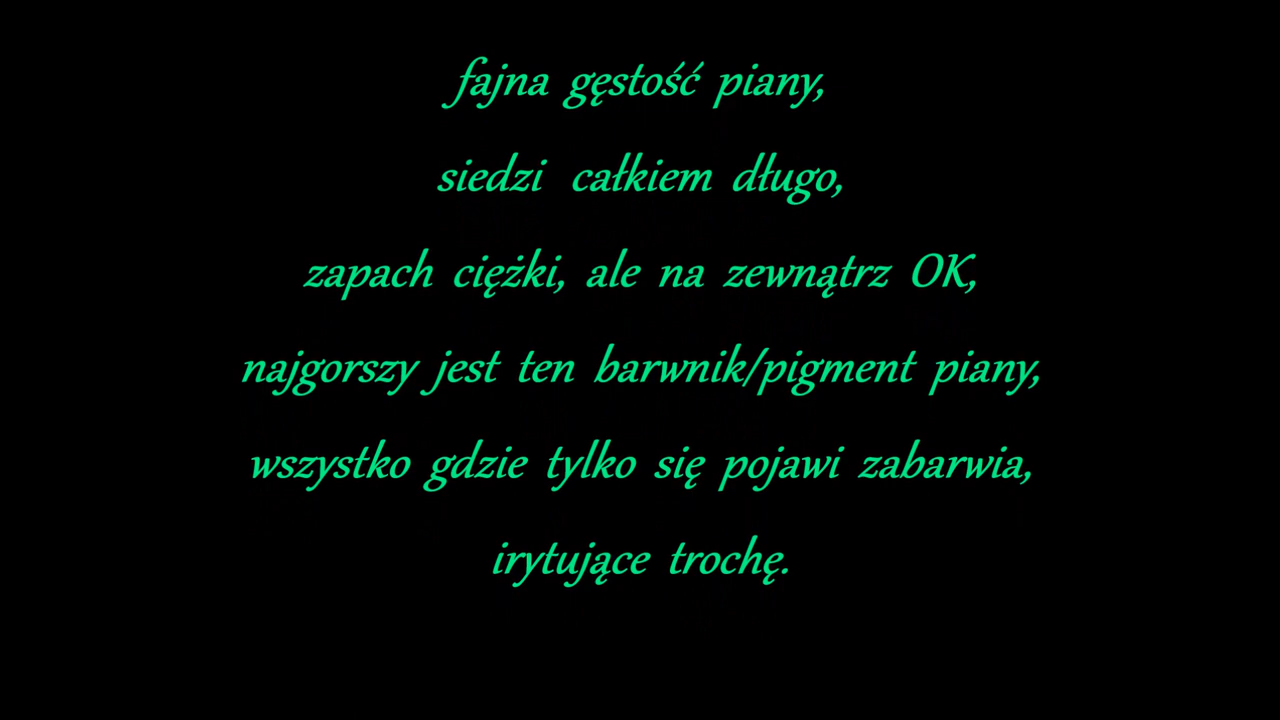 fajna gęstość piany,
siedzi całkiem długo,
zapach ciężki, ale na zewnątrz OK,
najgorszy jest ten barwnik/pigment piany,
wszystko gdzie tylko się pojawi zabarwia,
irytujące trochę.